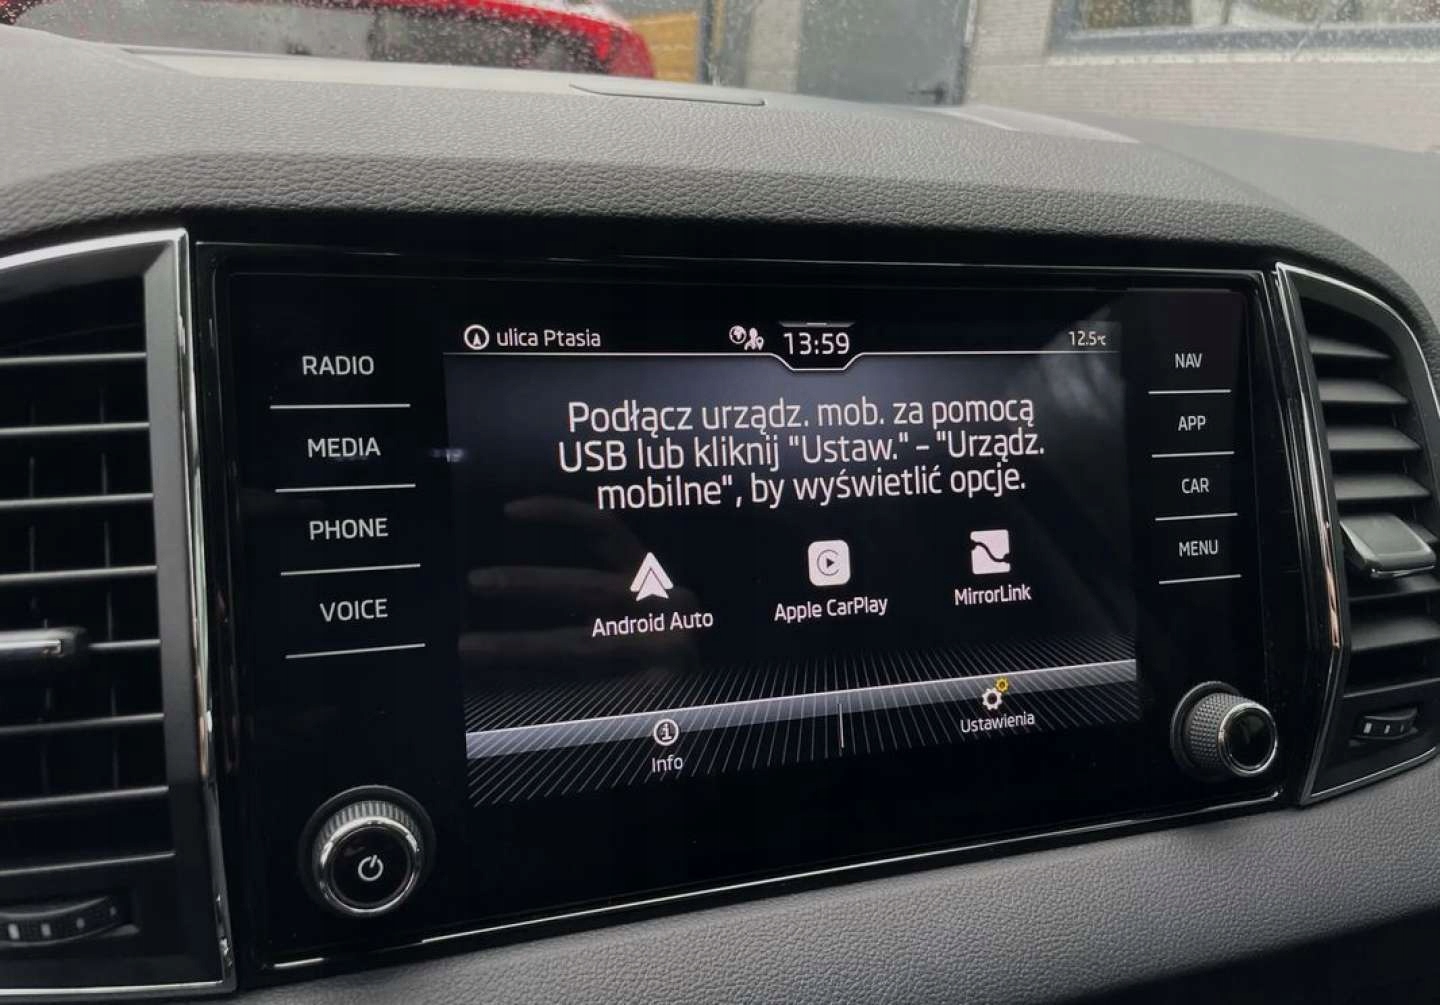 ulica Ptasia
13:59
12.5°C
RADIO
MEDIA
PHONE
VOICE
Podłącz urządz. mob. za pomocą
USB lub kliknij "Ustaw." - "Urządz.
mobilne", by wyświetlić opcje.
Android Auto
Apple CarPlay
MirrorLink
Info
Ustawienia
NAV
APP
CAR
MENU